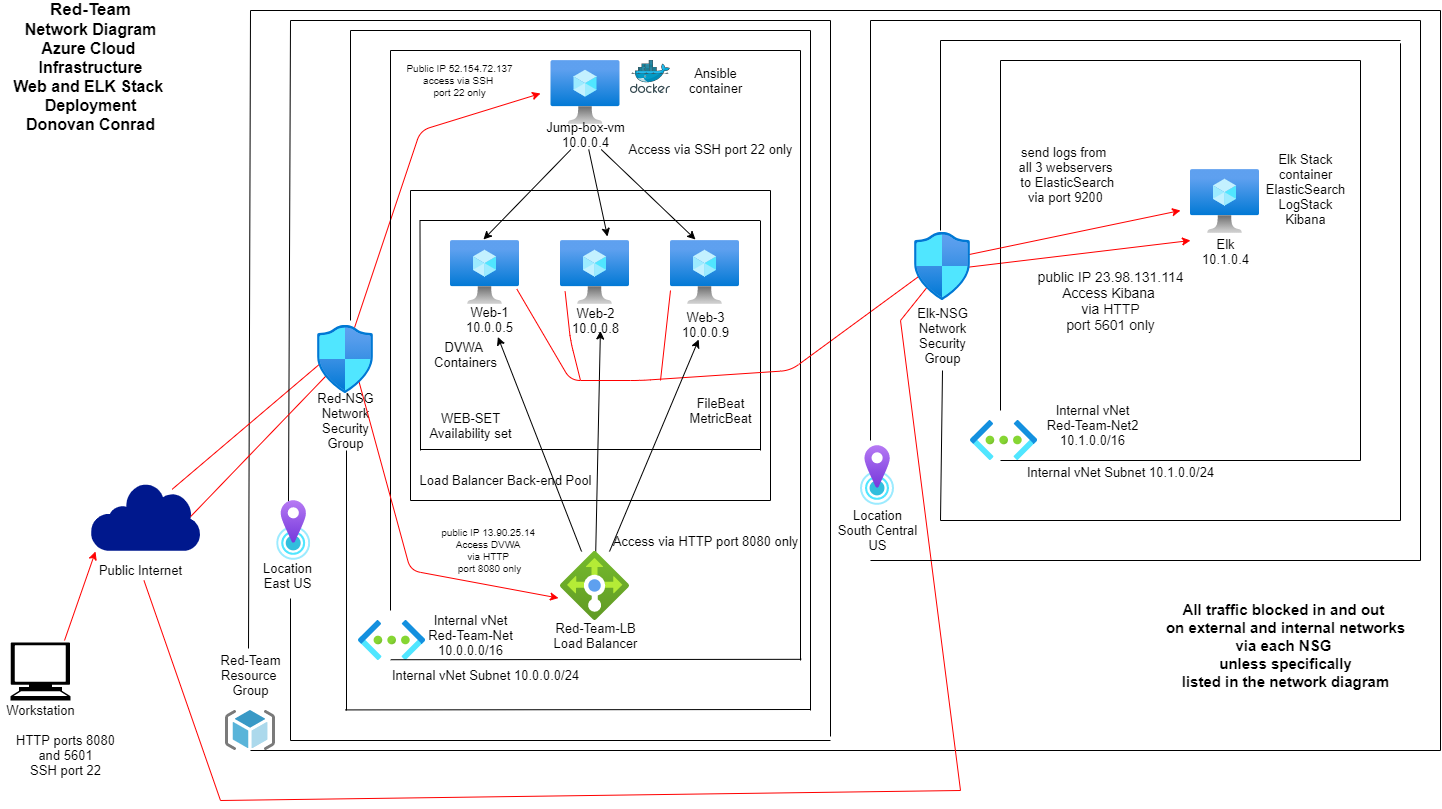 Red-Team
Network Diagram
Azure Cloud
Infrastructure
Web and ELK Stack
Deployment
Donovan Conrad
Public IP 52.154.72.137
access via SSH
port 22 only
docker
Ansible
container
Jump-box-vm
10.0.0.4
Access via SSH port 22 only
Web-1
10.0.0.5
Web-2
10.0.0.8
Web-3
10.0.0.9
DVWA
Containers
WEB-SET
Availability set
FileBeat
MetricBeat
Load Balancer Back-end Pool
Red-NSG
Network
Security
Group
public IP 13.90.25.14
Access DVWA
via HTTP
port 8080 only
Access via HTTP port 8080 only
Red-Team-LB
Load Balancer
Internal vNet
Red-Team-Net
10.0.0.0/16
Internal vNet Subnet 10.0.0.0/24
Location
East US
Red-Team
Resource
Group
Public Internet
Workstation
HTTP ports 8080
and 5601
SSH port 22
send logs from
all 3 webservers
to ElasticSearch
via port 9200
Elk Stack
container
ElasticSearch
LogStack
Kibana
Elk
10.1.0.4
public IP 23.98.131.114
Access Kibana
via HTTP
port 5601 only
Elk-NSG
Network
Security
Group
Internal vNet
Red-Team-Net2
10.1.0.0/16
Internal vNet Subnet 10.1.0.0/24
Location
South Central
US
All traffic blocked in and out
on external and internal networks
via each NSG
unless specifically
listed in the network diagram